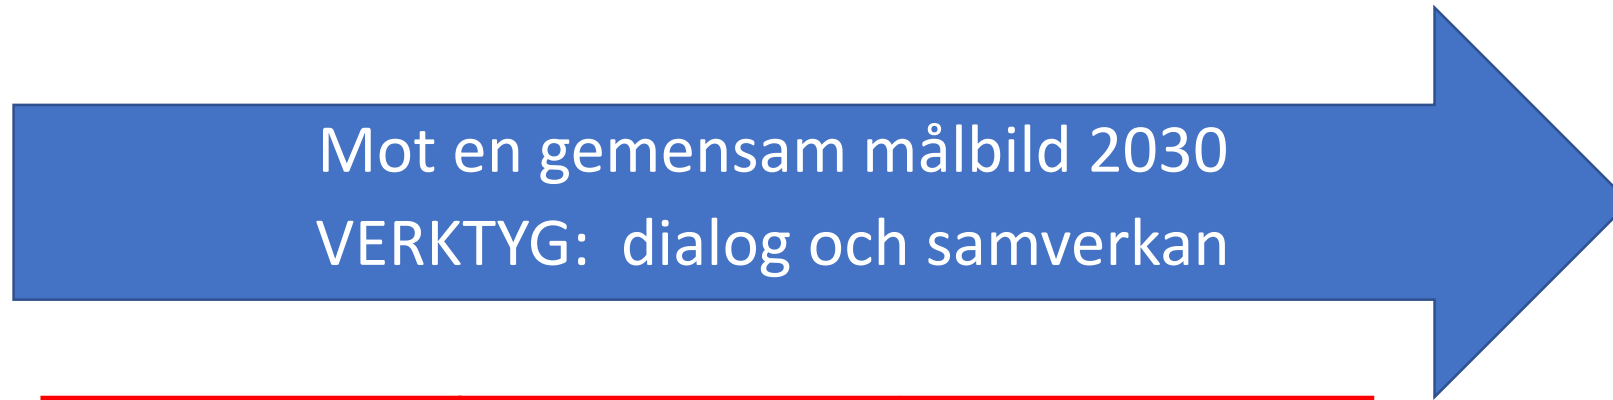 Mot en gemensam målbild 2030
VERKTYG:  dialog och samverkan